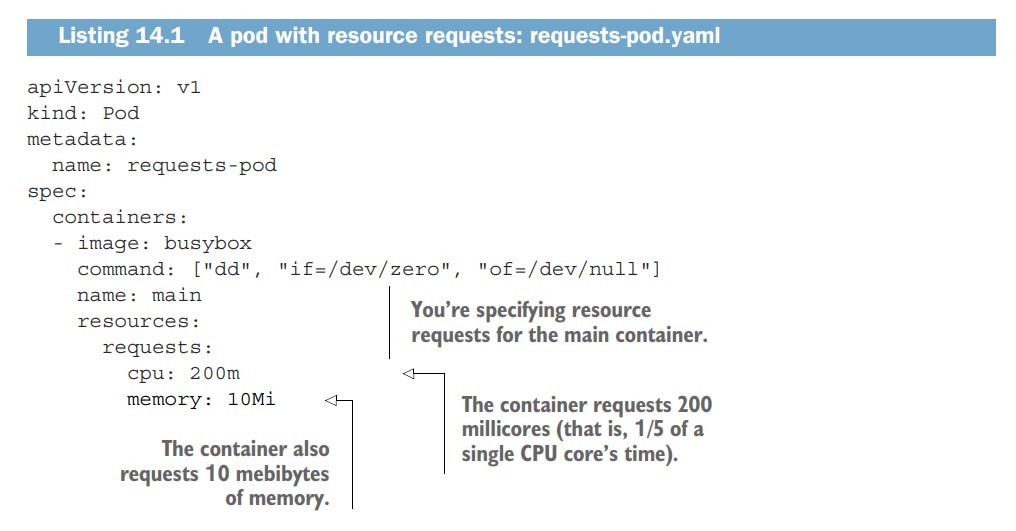 Listing 14.1 A pod with resource requests: requests-pod.yaml
apiVersion: v1
kind: Pod
metadata:
  name: requests-pod
spec:
  containers:
  - image: busybox
    command: ["dd", "if=/dev/zero", "of=/dev/null"]
    name: main
    resources:
      requests:
        cpu: 200m
        memory: 10Mi
You’re specifying resource
requests for the main container.
The container requests 200
millicores (that is, 1/5 of a
single CPU core’s time).
The container also
requests 10 mebibytes
of memory.